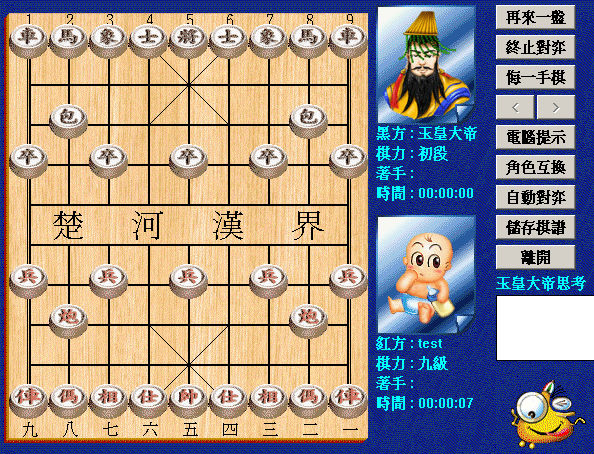 1 2 3 4 5 6 7 8 9
車 馬 象 士 將 士 象 馬 車
包 包
卒 卒 卒 卒 卒
楚 河 漢 界
兵 兵 兵 兵 兵
炮 炮
俥 傌 相 仕 帥 仕 相 傌 俥
九 八 七 六 五 四 三 二 一
黑方 : 玉皇大帝
棋力 : 初段
著手 :
時間 : 00:00:00
紅方 : test
棋力 : 九級
著手 :
時間 : 00:00:07
再來一盤
終止對弈
悔一手棋
< >
電腦提示
角色互換
自動對弈
儲存棋譜
離開
玉皇大帝思考